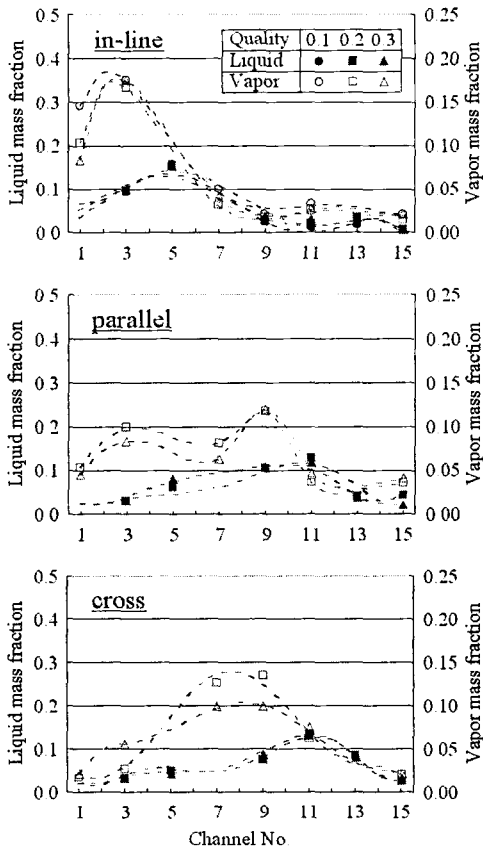 in-line
Quality 0.1 0.2 0.3
Liquid
Vapor
Liquid mass fraction
0.5
0.4
0.3
0.2
0.1
0 0
Vapor mass fraction
0.25
0.20
0.15
0.10
0.05
0 00
1 3 5 7 9 11 13 15
parallel
Liquid mass fraction
0.5
0.4
0.3
0.2
0.1
0 0
Vapor mass fraction
0.25
0.20
0.15
0.10
0.05
0 00
1 3 5 7 9 11 13 15
cross
Liquid mass fraction
0.5
0.4
0.3
0.2
0.1
0 0
Vapor mass fraction
0.25
0.20
0.15
0.10
0.05
0 00
1 3 5 7 9 11 13 15
Channel No